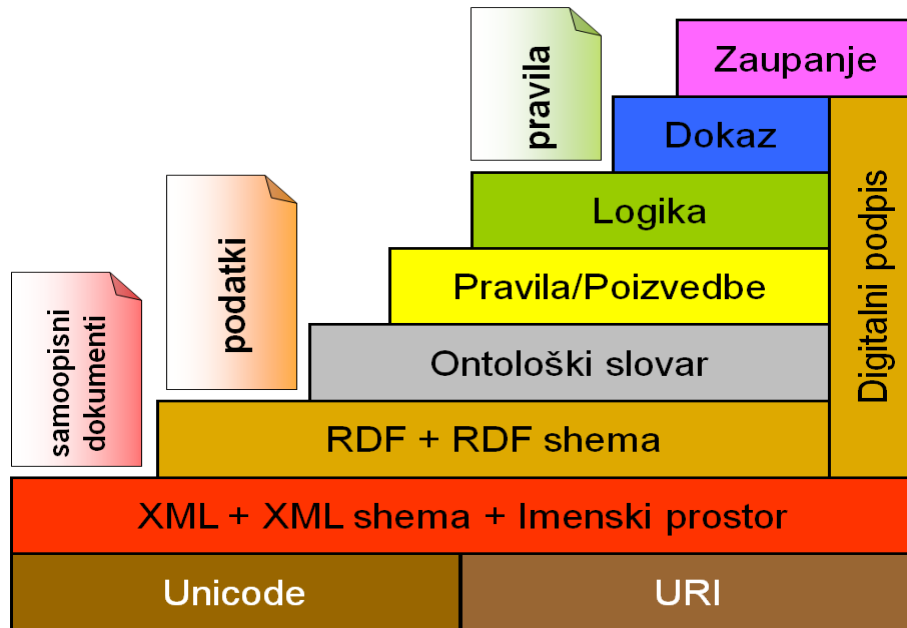 Zaupanje
pravila
Dokaz
Digitalni podpis
Logika
podatki
Pravila/Poizvedbe
samoopisni
dokumenti
Ontološki slovar
RDF + RDF shema
XML + XML shema + Imenski prostor
Unicode
URI